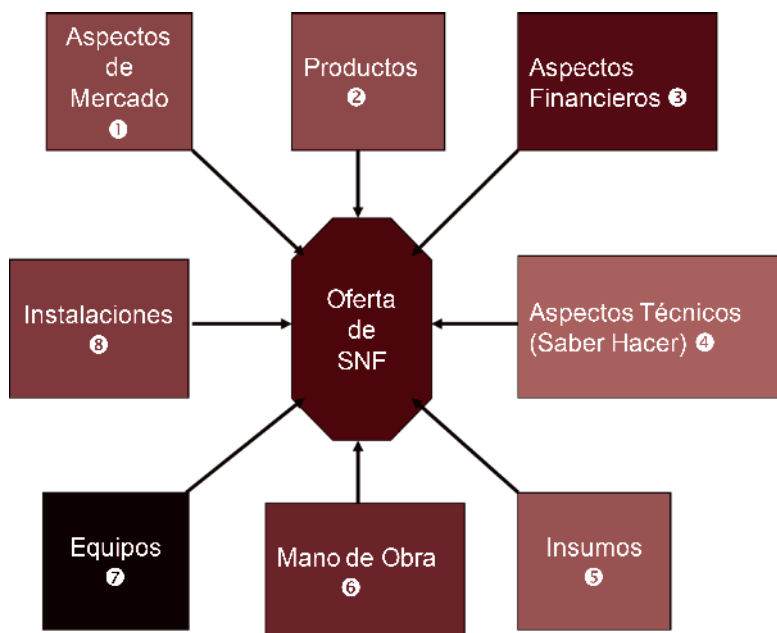 Aspectos
de
Mercado
❶
Productos
❷
Aspectos
Financieros ❸
Instalaciones
❽
Oferta
de
SNF
Aspectos Técnicos
(Saber Hacer) ❹
Equipos
❼
Mano de Obra
❻
Insumos
❺